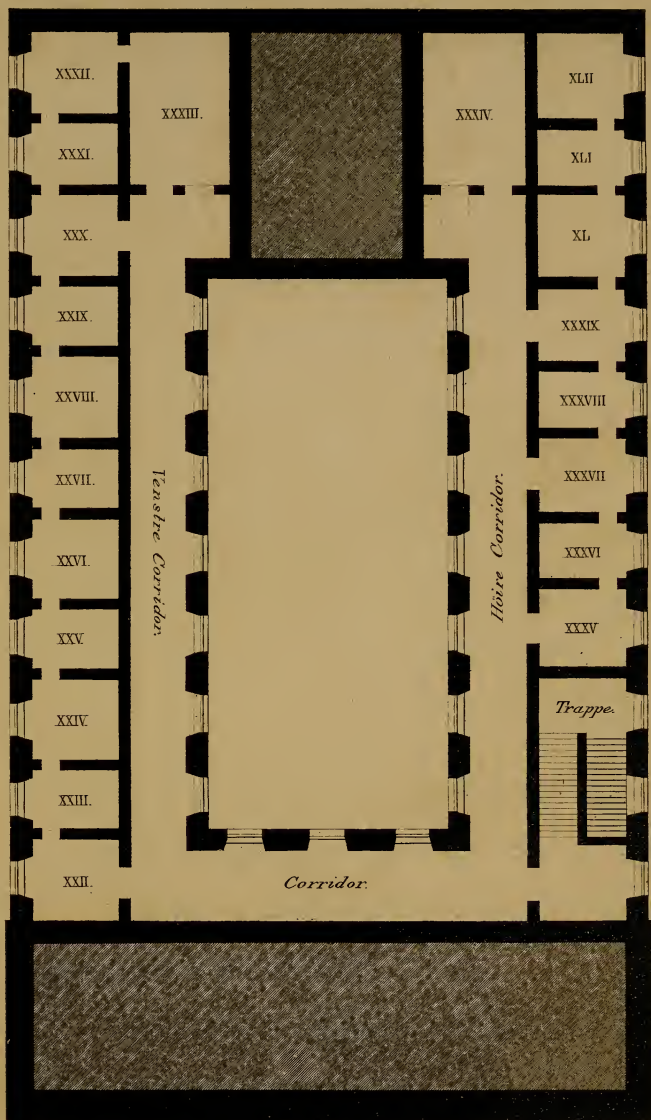 XXXII.
XXXI.
XXX.
XXIX.
XXVIII.
XXVII.
XXVI.
XXV.
XXIV.
XXIII.
XXII.
XXXIII.
Venstre Corridor.
Corridor.
XXXIV.
Höire Corridor.
XLII
XLI
XL
XXXIX
XXXVIII
XXXVII
XXXVI
XXXV
Trappe.